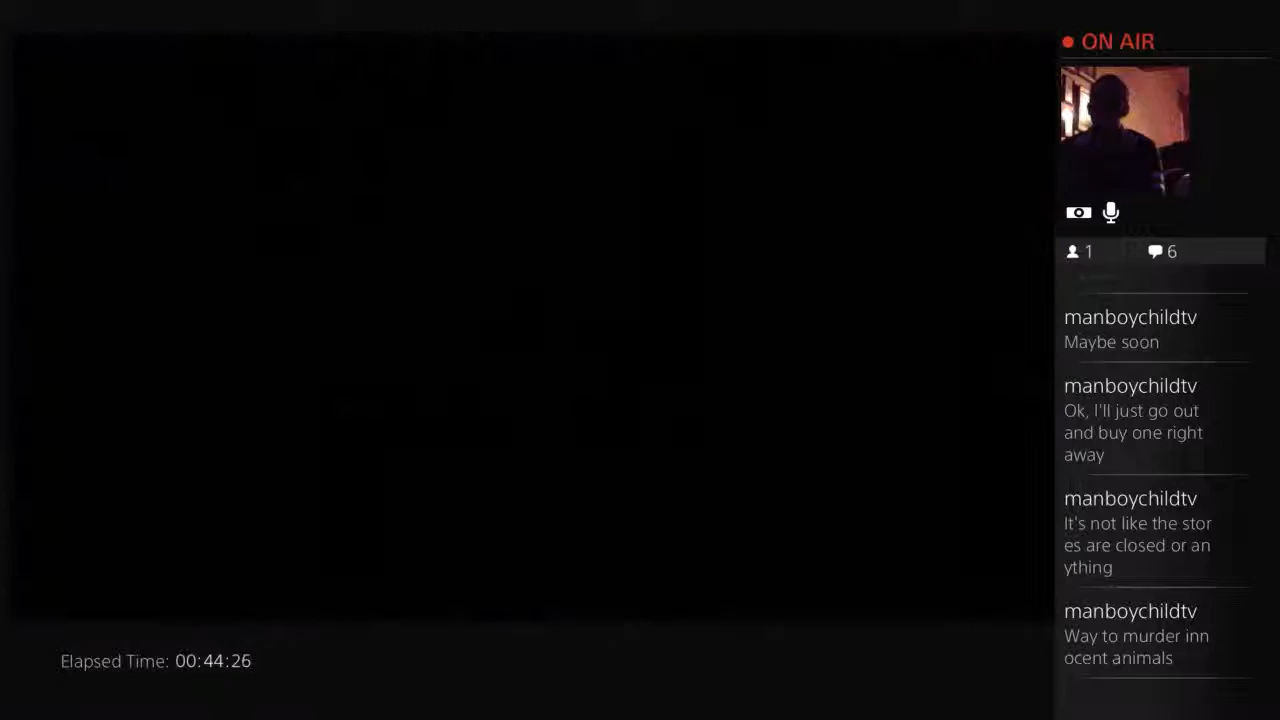 ON AIR
1 6
manboychildtv
Maybe soon
manboychildtv
Ok, I'll just go out
and buy one right
away
manboychildtv
It's not like the stor
es are closed or an
ything
manboychildtv
Way to murder inn
ocent animals
Elapsed Time: 00:44:26